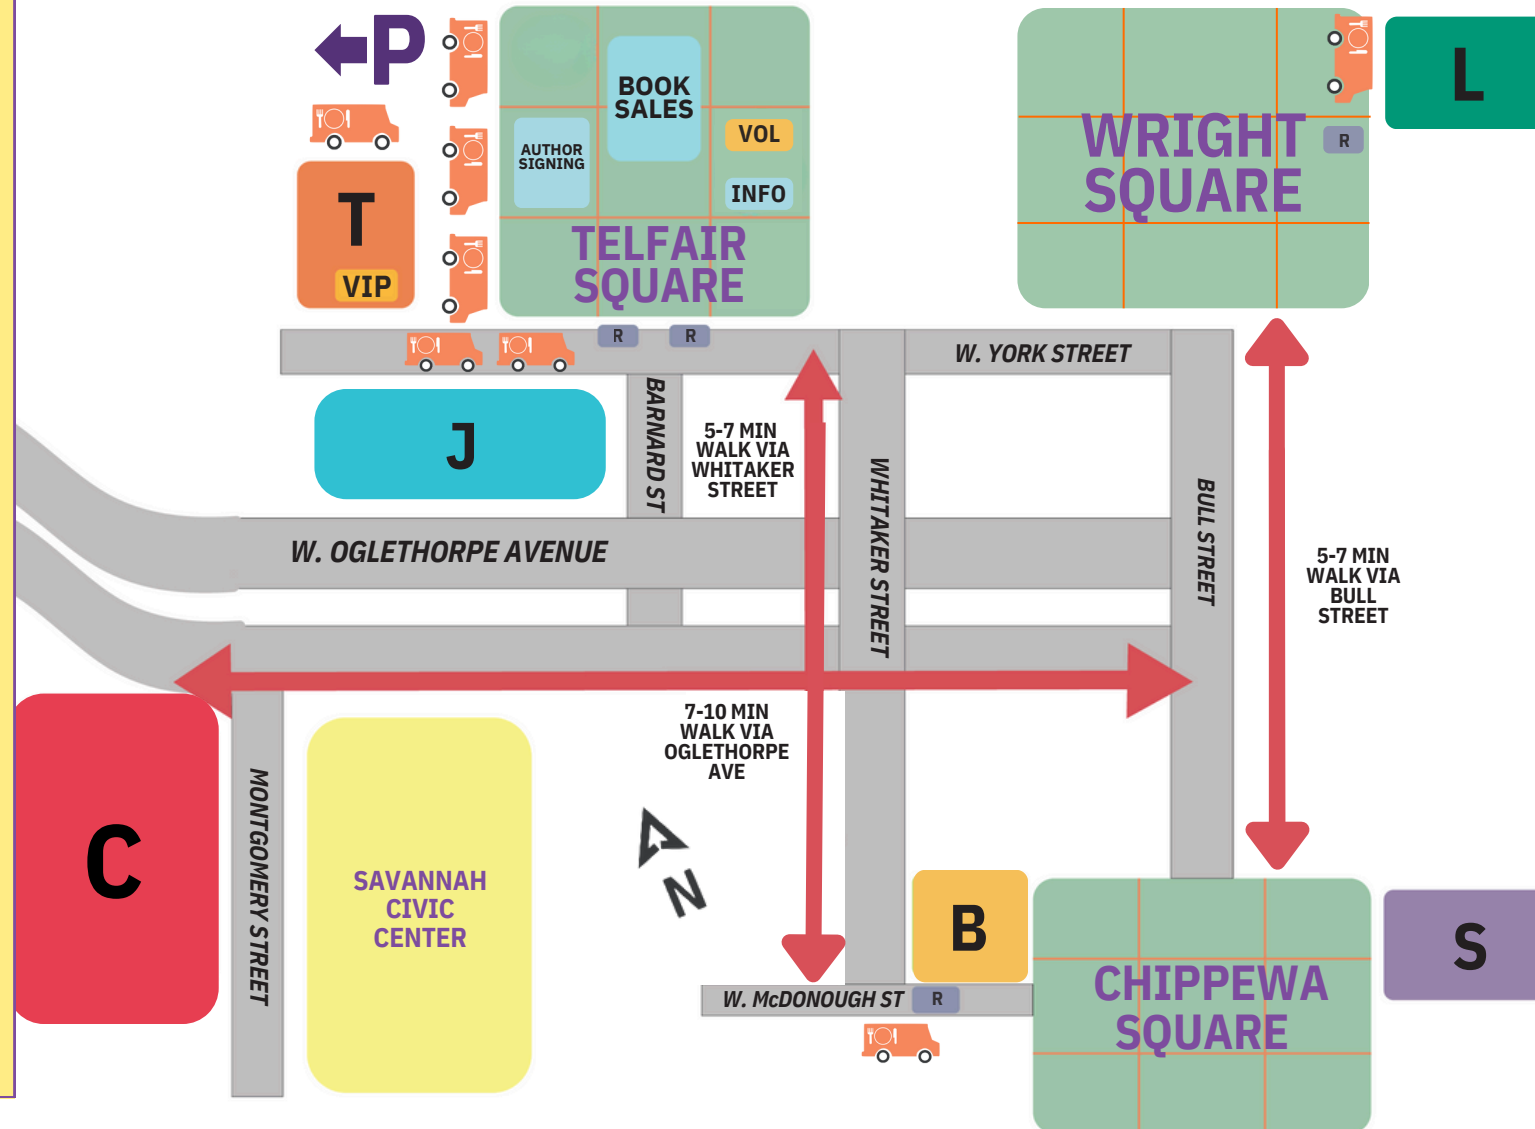 P
BOOK
SALES
AUTHOR
SIGNING
VOL
INFO
TELFAIR
SQUARE
T
VIP
WRIGHT
SQUARE
R
L
R
R
W. YORK STREET
J
BARNARD ST
5-7 MIN
WALK VIA
WHITAKER
STREET
WHITAKER STREET
BULL STREET
W. OGLETHORPE AVENUE
5-7 MIN
WALK VIA
BULL
STREET
7-10 MIN
WALK VIA
OGLETHORPE
AVE
C
MONTGOMERY STREET
SAVANNAH
CIVIC
CENTER
N
B
W. McDONOUGH ST
R
CHIPPEWA
SQUARE
S